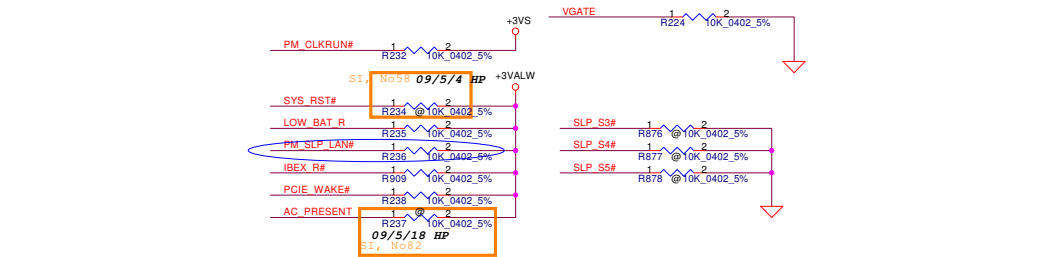 +3VS
PM_CLKRUN# 1 2
R232 10K_0402_5%
SI, No58 09/5/4 HP +3VALW
SYS_RST# 1 2
R234 @ 10K_0402_5%
LOW_BAT_R 1 2
R235 10K_0402_5%
PM_SLP_LAN# 1 2
R236 10K_0402_5%
IBEX_R# 1 2
R909 10K_0402_5%
PCIE_WAKE# 1 2
R238 10K_0402_5%
AC_PRESENT 1 @ 2
R237 10K_0402_5%
09/5/18 HP
SI, No82
VGATE 1 2
R224 10K_0402_5%
SLP_S3# 1 2
R876 @ 10K_0402_5%
SLP_S4# 1 2
R877 @ 10K_0402_5%
SLP_S5# 1 2
R878 @ 10K_0402_5%